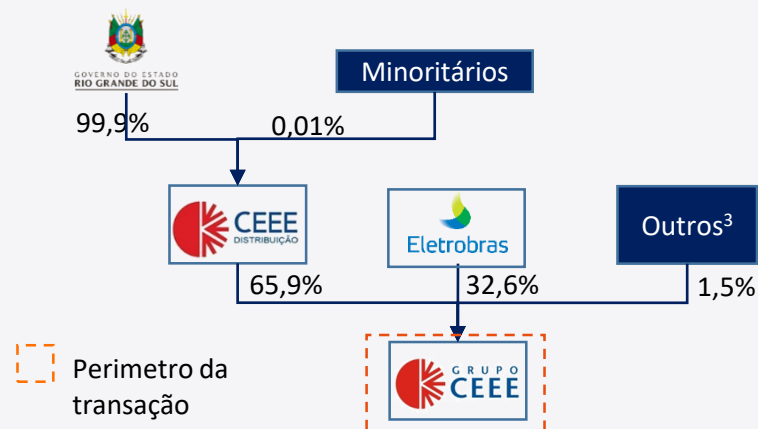 GOVERNO DO ESTADO
RIO GRANDE DO SUL
Minoritários
99,9%
0,01%
CEEE
DISTRIBUIÇÃO
Eletrobras
Outros³
65,9%
32,6%
1,5%
Perimetro da
transação
GRUPO
CEEE